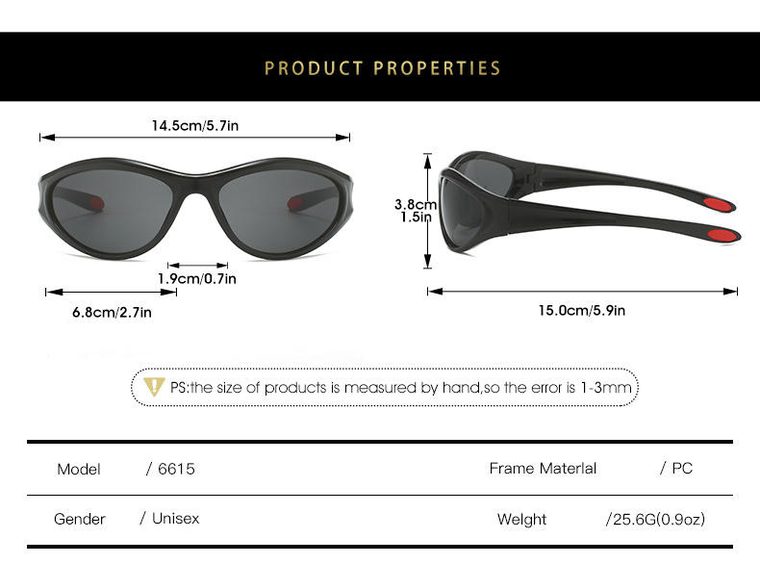 PRODUCT PROPERTIES
14.5cm/5.7in
3.8cm
1.5in
1.9cm/0.7in
6.8cm/2.7in
15.0cm/5.9in
PS:the size of products is measured by hand,so the error is 1-3mm
Model / 6615
Frame Materlal / PC
Gender / Unisex
Welght /25.6G(0.9oz)